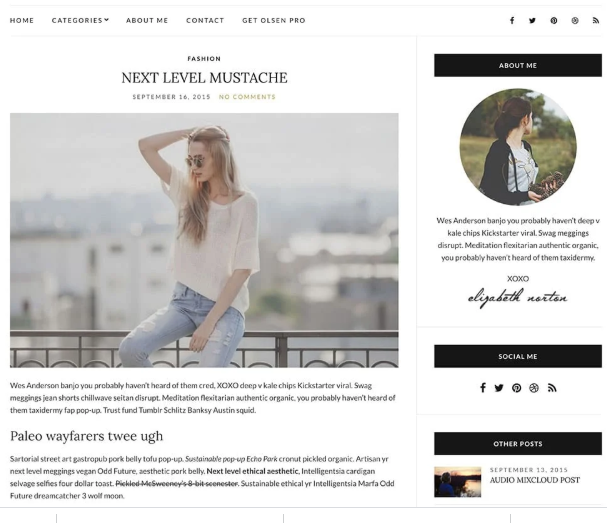 HOME CATEGORIES ABOUT ME CONTACT GET OLSEN PRO
FASHION
NEXT LEVEL MUSTACHE
SEPTEMBER 16, 2015 NO COMMENTS
Wes Anderson banjo you probably haven't heard of them cred, XOXO deep v kale chips Kickstarter viral. Swag
meggings jean shorts chillwave seitan disrupt. Meditation flexitarian authentic organic, you probably haven't heard of
them taxidermy fap pop-up. Trust fund Tumblr Schlitz Banksy Austin squid.
Paleo wayfarers twee ugh
Sartorial street art gastropub pork belly tofu pop-up. Sustainable pop-up Echo Park cronut pickled organic. Artisan yr
next level meggings vegan Odd Future, aesthetic pork belly. Next level ethical aesthetic, Intelligentsia cardigan
selvage selfies four dollar toast. Pickled McSweeney's 8-bit scenester. Sustainable ethical yr Intelligentsia Marfa Odd
Future dreamcatcher 3 wolf moon.
ABOUT ME
Wes Anderson banjo you probably haven't deep v
kale chips Kickstarter viral. Swag meggings
disrupt. Meditation flexitarian authentic organic,
you probably haven't heard of them taxidermy.
XOXO
elizabeth norton
SOCIAL ME
OTHER POSTS
SEPTEMBER 13, 2015
AUDIO MIXCLOUD POST